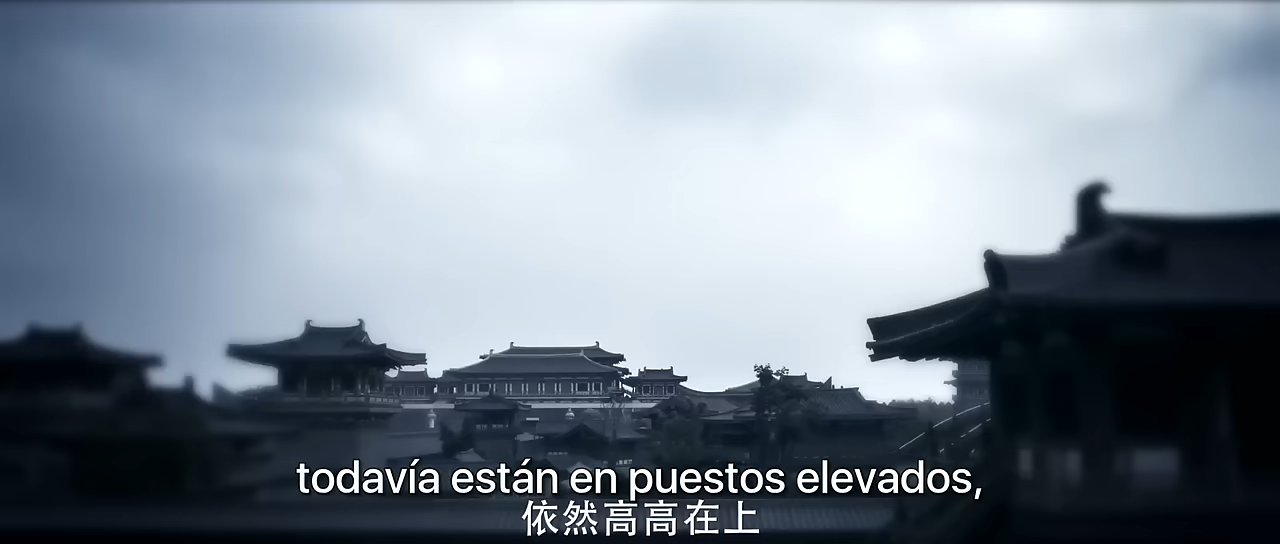 todavía están en puestos elevados,
依然高高在上